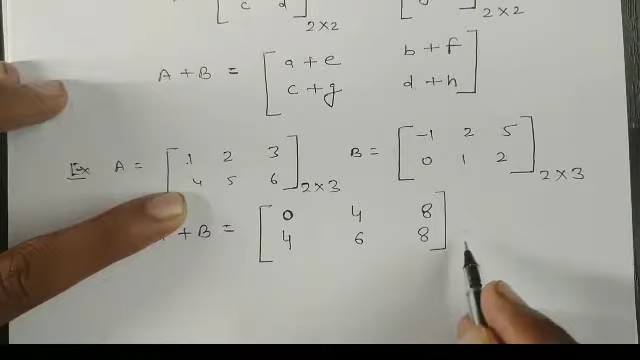 c d ]2×2 g ]2×2
A+B = [ a+e b+f
c+g d+h ]
Ex A = [ 1 2 3
4 5 6 ]2×3 B = [ -1 2 5
0 1 2 ]2×3
+B = [ 0 4 8
4 6 8 ]